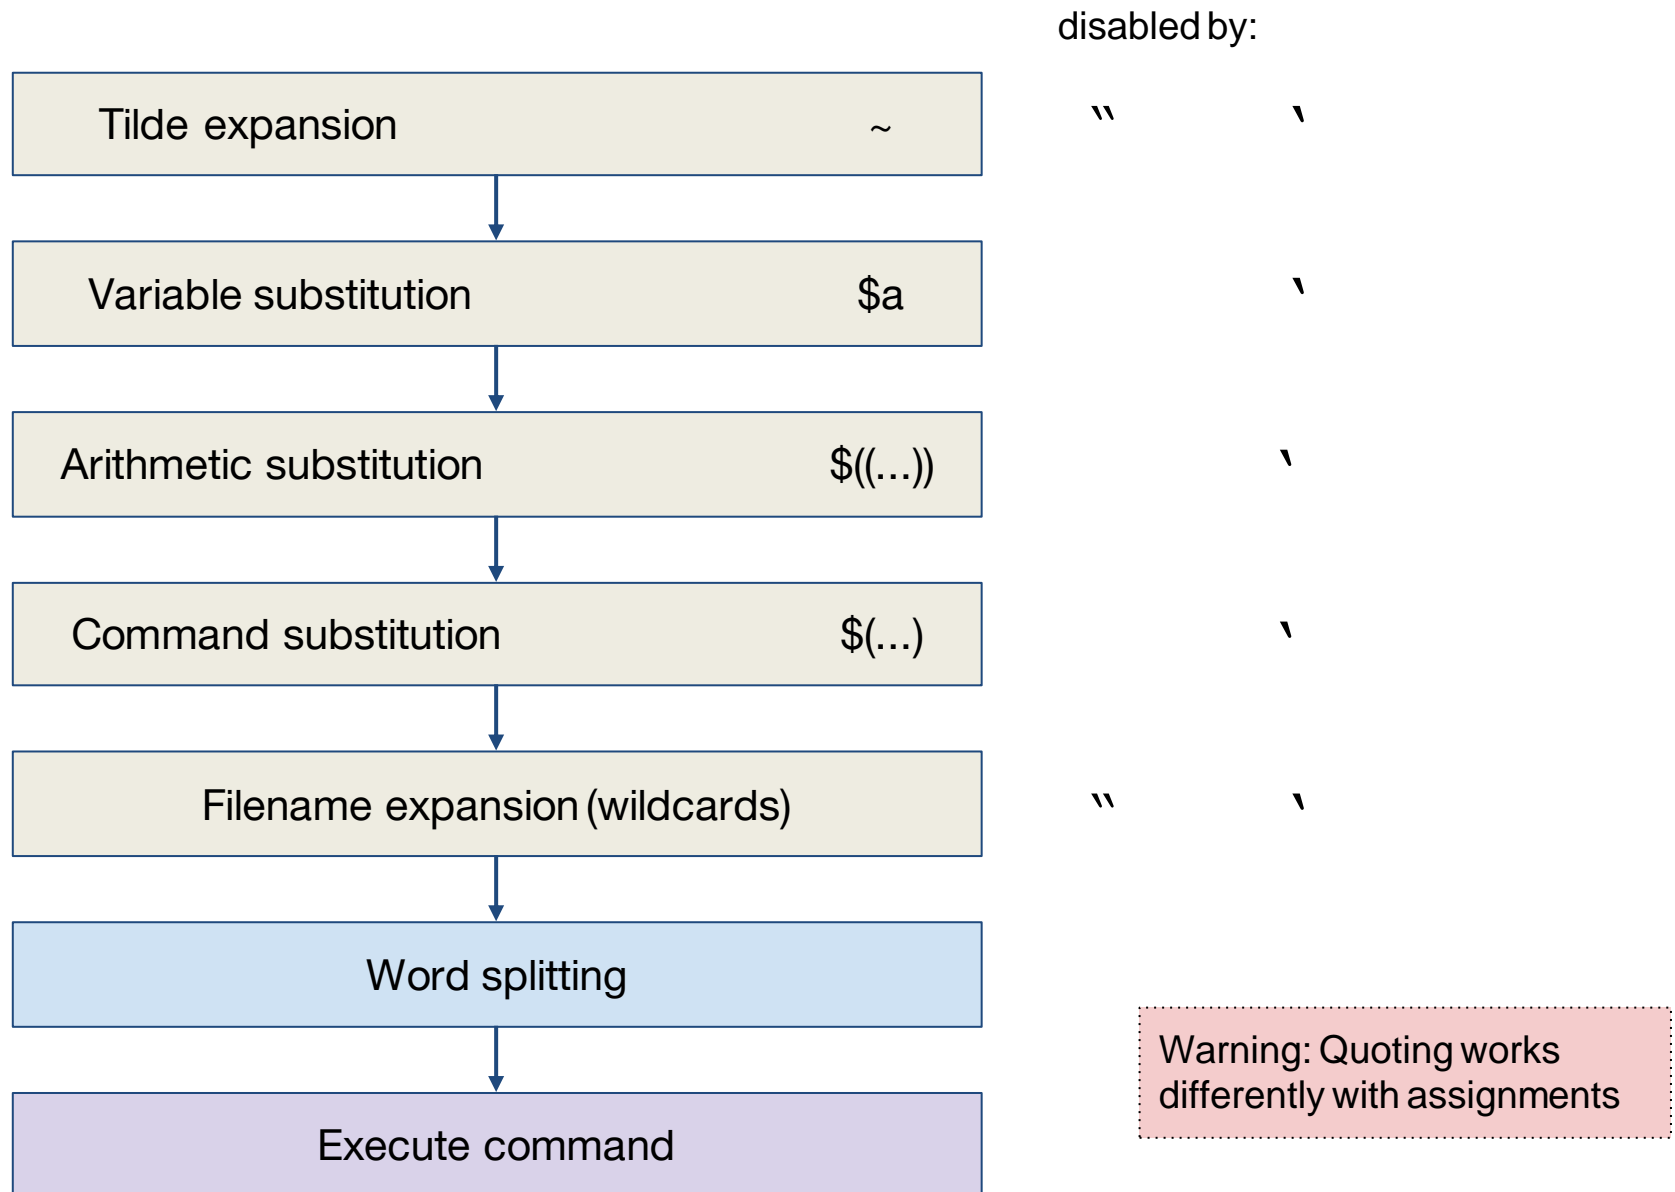 disabled by:
Tilde expansion ~ ‟ ‛
Variable substitution $a ‛
Arithmetic substitution $((...)) ‛
Command substitution $(...) ‛
Filename expansion (wildcards) ‟ ‛
Word splitting
Warning: Quoting works
differently with assignments
Execute command